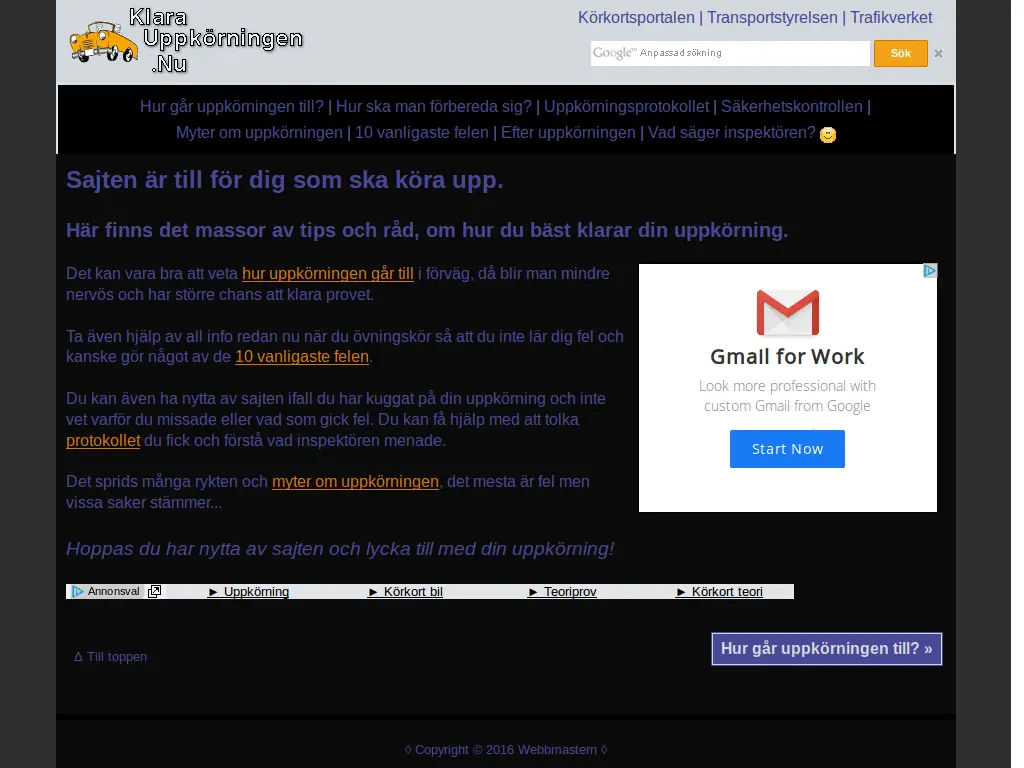 Klara
Uppkörningen
.Nu
Körkortsportalen | Transportstyrelsen | Trafikverket
Google™ Anpassad sökning
Sök
×
Hur går uppkörningen till? | Hur ska man förbereda sig? | Uppkörningsprotokollet | Säkerhetskontrollen |
Myter om uppkörningen | 10 vanligaste felen | Efter uppkörningen | Vad säger inspektören?
Sajten är till för dig som ska köra upp.
Här finns det massor av tips och råd, om hur du bäst klarar din uppkörning.
Det kan vara bra att veta hur uppkörningen går till i förväg, då blir man mindre
nervös och har större chans att klara provet.
Ta även hjälp av all info redan nu när du övningskör så att du inte lär dig fel och
kanske gör något av de 10 vanligaste felen.
Du kan även ha nytta av sajten ifall du har kuggat på din uppkörning och inte
vet varför du missade eller vad som gick fel. Du kan få hjälp med att tolka
protokollet du fick och förstå vad inspektören menade.
Det sprids många rykten och myter om uppkörningen, det mesta är fel men
vissa saker stämmer...
Gmail for Work
Look more professional with
custom Gmail from Google
Start Now
Hoppas du har nytta av sajten och lycka till med din uppkörning!
Annonsval ► Uppkörning ► Körkort bil ► Teoriprov ► Körkort teori
Hur går uppkörningen till? »
Δ Till toppen
◊ Copyright © 2016 Webbmastern ◊